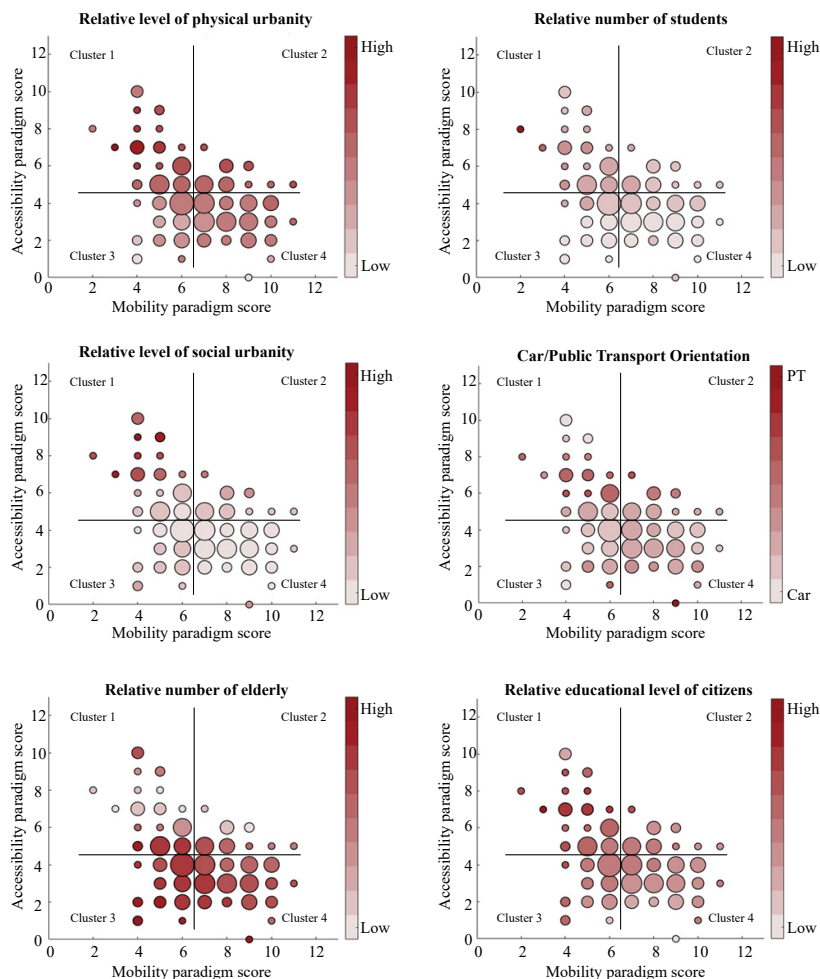 Relative level of physical urbanity
Accessibility paradigm score
12
10
8
6
4
2
0
Cluster 1
Cluster 2
Cluster 3
Cluster 4
High
Low
0 2 4 6 8 10 12
Mobility paradigm score
Relative number of students
Accessibility paradigm score
12
10
8
6
4
2
0
Cluster 1
Cluster 2
Cluster 3
Cluster 4
High
Low
0 2 4 6 8 10 12
Mobility paradigm score
Relative level of social urbanity
Accessibility paradigm score
12
10
8
6
4
2
0
Cluster 1
Cluster 2
Cluster 3
Cluster 4
High
Low
0 2 4 6 8 10 12
Mobility paradigm score
Car/Public Transport Orientation
Accessibility paradigm score
12
10
8
6
4
2
0
Cluster 1
Cluster 2
Cluster 3
Cluster 4
PT
Car
0 2 4 6 8 10 12
Mobility paradigm score
Relative number of elderly
Accessibility paradigm score
12
10
8
6
4
2
0
Cluster 1
Cluster 2
Cluster 3
Cluster 4
High
Low
0 2 4 6 8 10 12
Mobility paradigm score
Relative educational level of citizens
Accessibility paradigm score
12
10
8
6
4
2
0
Cluster 1
Cluster 2
Cluster 3
Cluster 4
High
Low
0 2 4 6 8 10 12
Mobility paradigm score